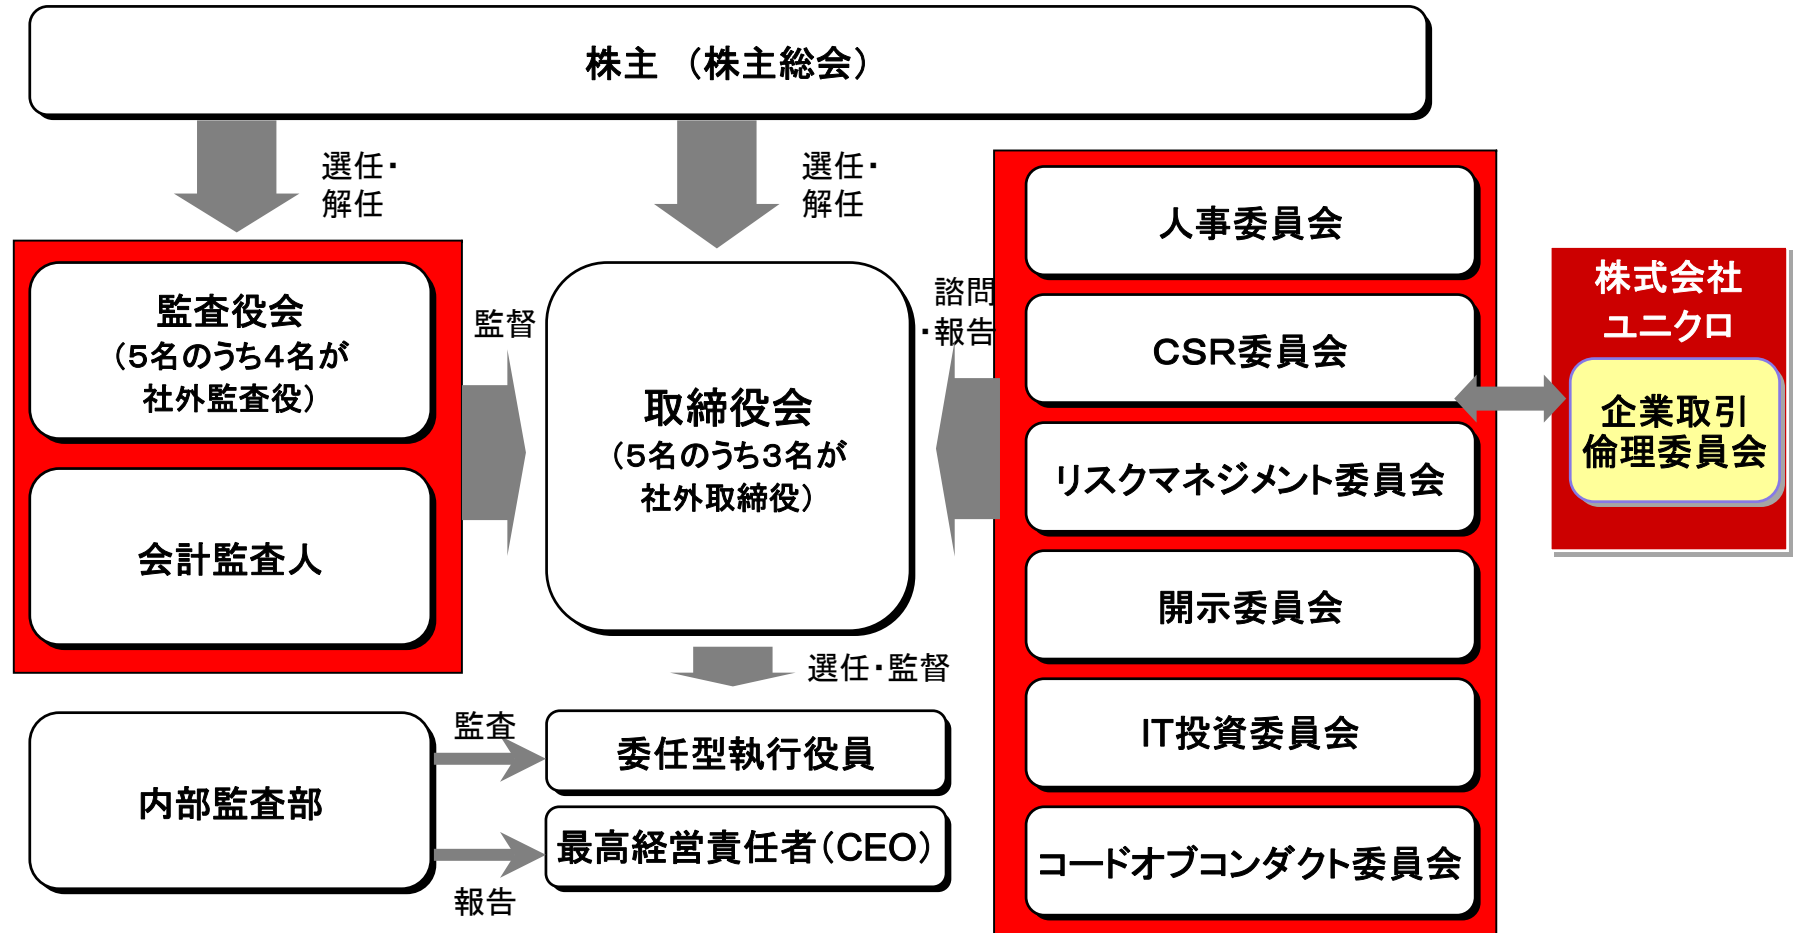 株主 （株主総会）
選任・
解任
選任・
解任
監査役会
（５名のうち４名が
社外監査役）
会計監査人
監督
取締役会
（５名のうち３名が
社外取締役）
諮問
・報告
人事委員会
CSR委員会
リスクマネジメント委員会
開示委員会
IT投資委員会
コードオブコンダクト委員会
株式会社
ユニクロ
企業取引
倫理委員会
選任・監督
内部監査部
監査
報告
委任型執行役員
最高経営責任者（CEO）